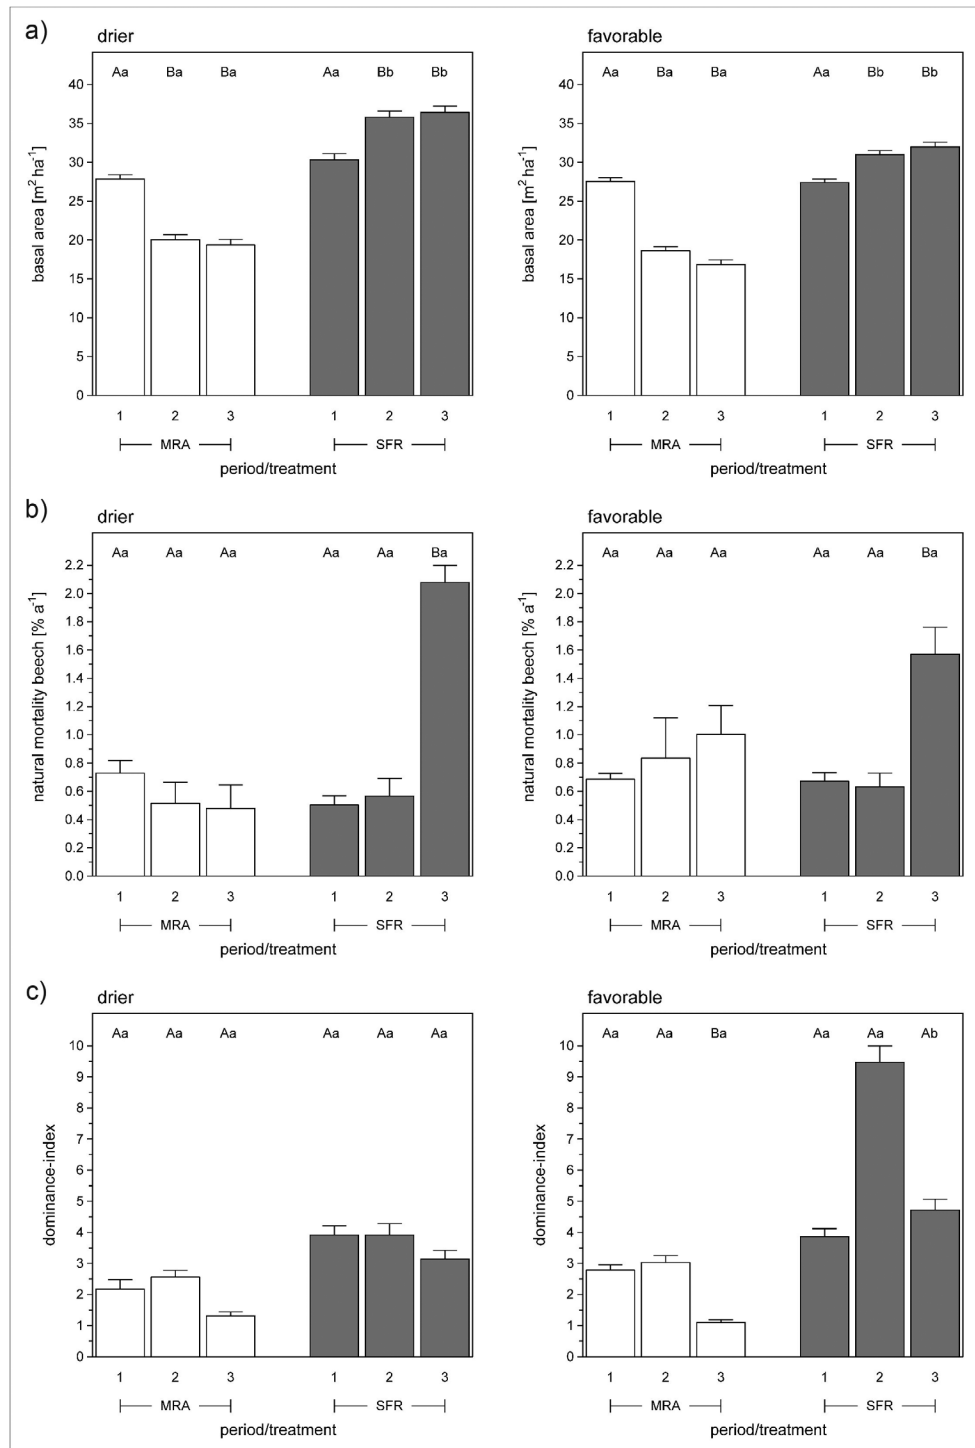 a)
drier
favorable
Aa Ba Ba Aa Bb Bb
Aa Ba Ba Aa Bb Bb
basal area [m² ha⁻¹]
40
35
30
25
20
15
10
5
0
basal area [m² ha⁻¹]
40
35
30
25
20
15
10
5
0
1 2 3 1 2 3
MRA SFR
period/treatment
1 2 3 1 2 3
MRA SFR
period/treatment
b)
drier
favorable
Aa Aa Aa Aa Aa Ba
Aa Aa Aa Aa Aa Ba
natural mortality beech [% a⁻¹]
2.2
2.0
1.8
1.6
1.4
1.2
1.0
0.8
0.6
0.4
0.2
0.0
natural mortality beech [% a⁻¹]
2.2
2.0
1.8
1.6
1.4
1.2
1.0
0.8
0.6
0.4
0.2
0.0
1 2 3 1 2 3
MRA SFR
period/treatment
1 2 3 1 2 3
MRA SFR
period/treatment
c)
drier
favorable
Aa Aa Aa Aa Aa Aa
Aa Aa Ba Aa Aa Ab
dominance-index
10
9
8
7
6
5
4
3
2
1
0
dominance-index
10
9
8
7
6
5
4
3
2
1
0
1 2 3 1 2 3
MRA SFR
period/treatment
1 2 3 1 2 3
MRA SFR
period/treatment